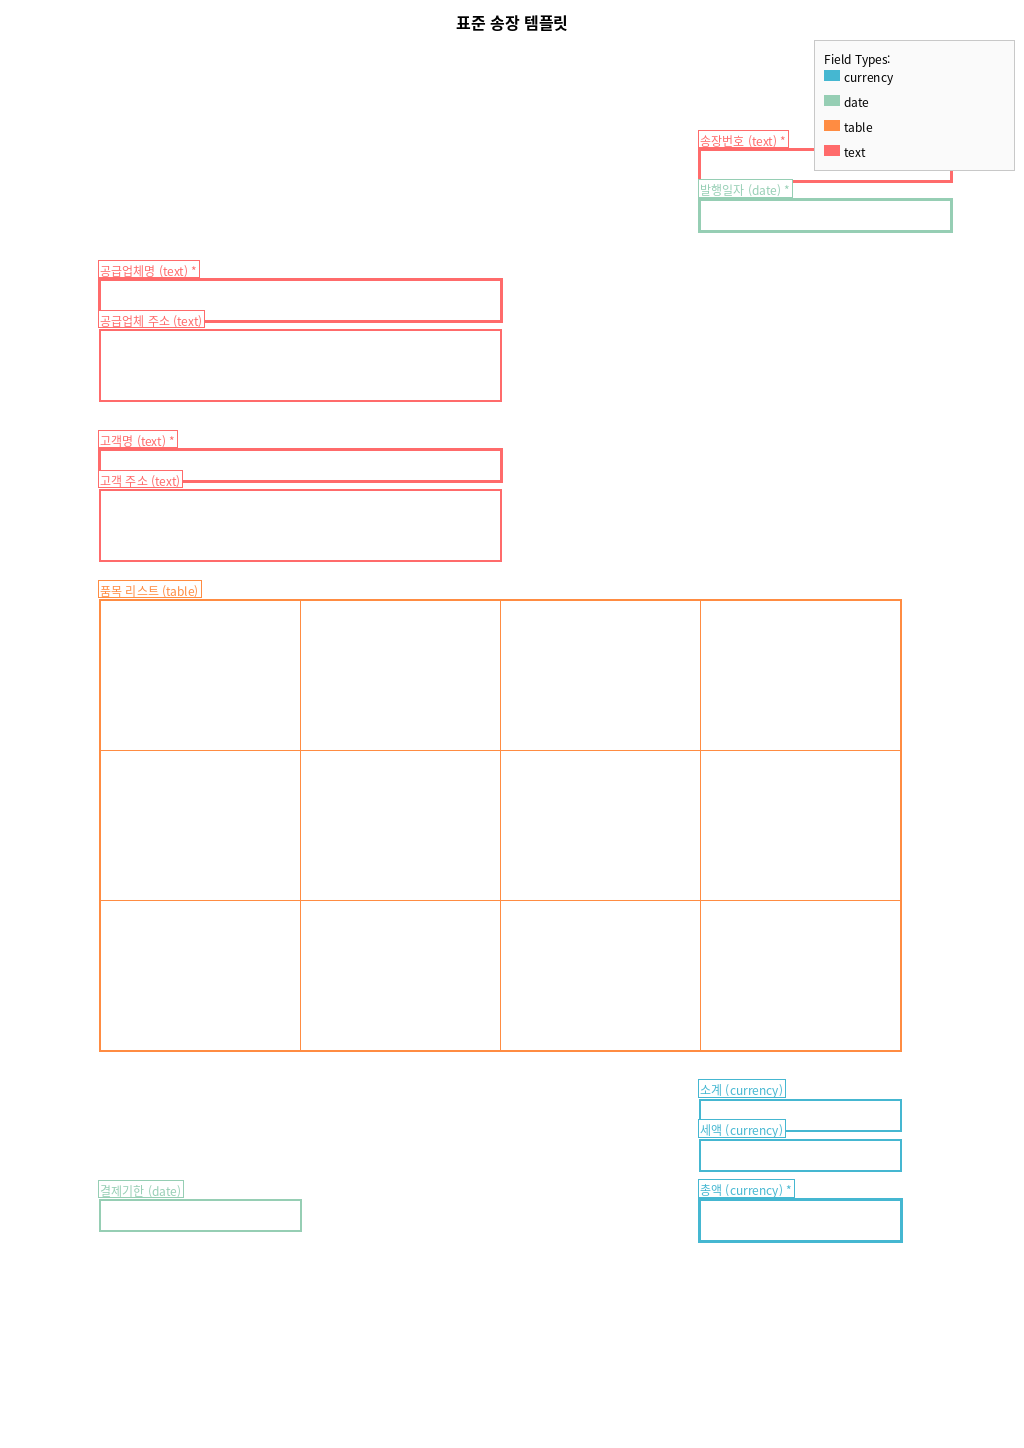 표준 송장 템플릿
Field Types:
currency
date
table
text
송장번호 (text) *
발행일자 (date) *
공급업체명 (text) *
공급업체 주소 (text)
고객명 (text) *
고객 주소 (text)
품목 리스트 (table)
소계 (currency)
세액 (currency)
결제기한 (date)
총액 (currency) *